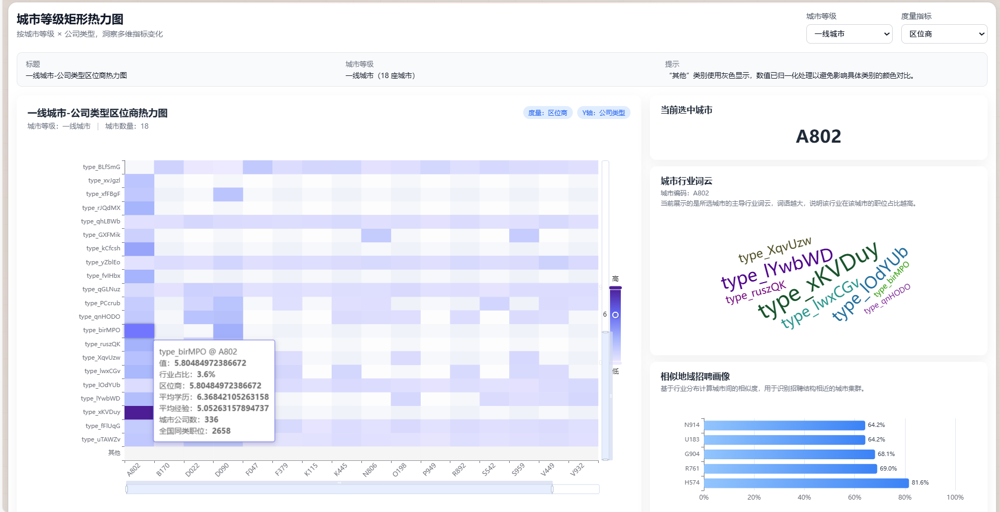 城市等级矩形热力图
按城市等级 × 公司类型，洞察多维指标变化
城市等级
一线城市
度量指标
区位商
标题
一线城市-公司类型区位商热力图
城市等级
一线城市（18 座城市）
提示
“其他”类别使用灰色显示，数值已归一化处理以避免影响具体类别的颜色对比。
一线城市-公司类型区位商热力图
城市等级：一线城市 | 城市数量：18
度量：区位商
Y轴：公司类型
type_BLfSmG
type_xvJgzl
type_xfFBgF
type_rJQdMX
type_qhLBWb
type_GXFMik
type_kCfcsh
type_yZblEo
type_fvIHbx
type_qGLNuz
type_PCcrub
type_qnHODO
type_birMPO
type_ruszQK
type_XqvUzw
type_lwxCGv
type_lOdYUb
type_lYwbWD
type_xKVDuy
type_fFlUqG
type_uTAWZv
其他
A802
B170
D022
D090
F047
F379
K115
K445
N806
O198
P949
R892
S542
S959
V449
V932
高
6
低
type_birMPO @ A802
值：5.80484972386672
行业占比：3.6%
区位商：5.80484972386672
平均学历：6.36842105263158
平均经验：5.05263157894737
城市公司数：336
全国同类职位：2658
当前选中城市
A802
城市行业词云
城市编码：A802
当前展示的是所选城市的主导行业词云，词语越大，说明该行业在该城市的职位占比越高。
type_XqvUzw
type_lYwbWD
type_xKVDuy
type_ruszQK
type_lwxCGv
type_lOdYUb
type_birMPO
type_qnHODO
相似地域招聘画像
基于行业分布计算城市间的相似度，用于识别招聘结构相近的城市集群。
N914 64.2%
U183 64.2%
G904 68.1%
R761 69.0%
H574 81.6%
0% 20% 40% 60% 80% 100%